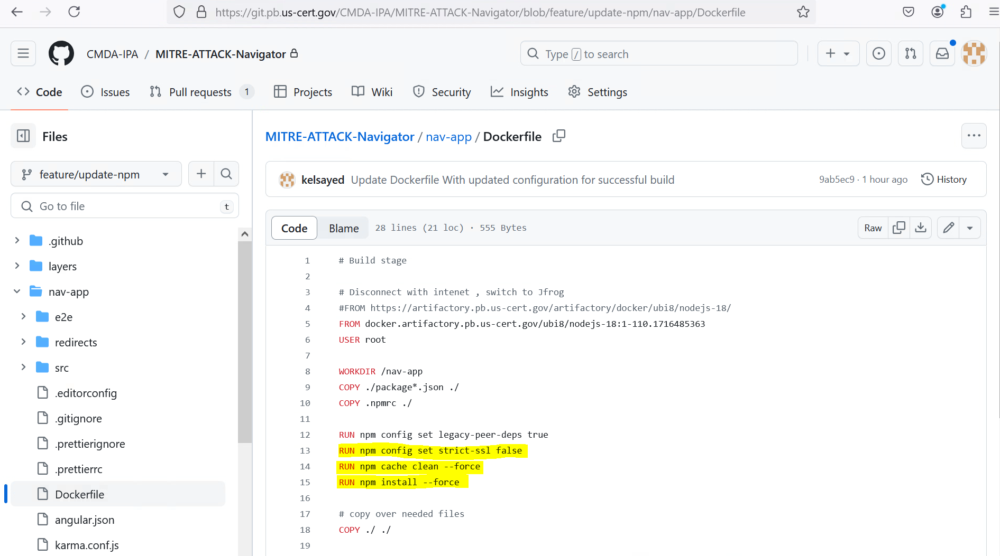 https://git.pb.us-cert.gov/CMDA-IPA/MITRE-ATTACK-Navigator/blob/feature/update-npm/nav-app/Dockerfile
CMDA-IPA / MITRE-ATTACK-Navigator
Type / to search
Code
Issues
Pull requests 1
Projects
Wiki
Security
Insights
Settings
Files
feature/update-npm
Go to file
t
.github
layers
nav-app
e2e
redirects
src
.editorconfig
.gitignore
.prettierignore
.prettierrc
Dockerfile
angular.json
karma.conf.js
MITRE-ATTACK-Navigator / nav-app / Dockerfile
kelsayed Update Dockerfile With updated configuration for successful build
9ab5ec9 · 1 hour ago
History
Code
Blame
28 lines (21 loc) · 555 Bytes
Raw
1 # Build stage
2
3 # Disconnect with intenet , switch to Jfrog
4 #FROM https://artifactory.pb.us-cert.gov/artifactory/docker/ubi8/nodejs-18/
5 FROM docker.artifactory.pb.us-cert.gov/ubi8/nodejs-18:1-110.1716485363
6 USER root
7
8 WORKDIR /nav-app
9 COPY ./package*.json ./
10 COPY .npmrc ./
11
12 RUN npm config set legacy-peer-deps true
13 RUN npm config set strict-ssl false
14 RUN npm cache clean --force
15 RUN npm install --force
16
17 # copy over needed files
18 COPY ./ ./
19